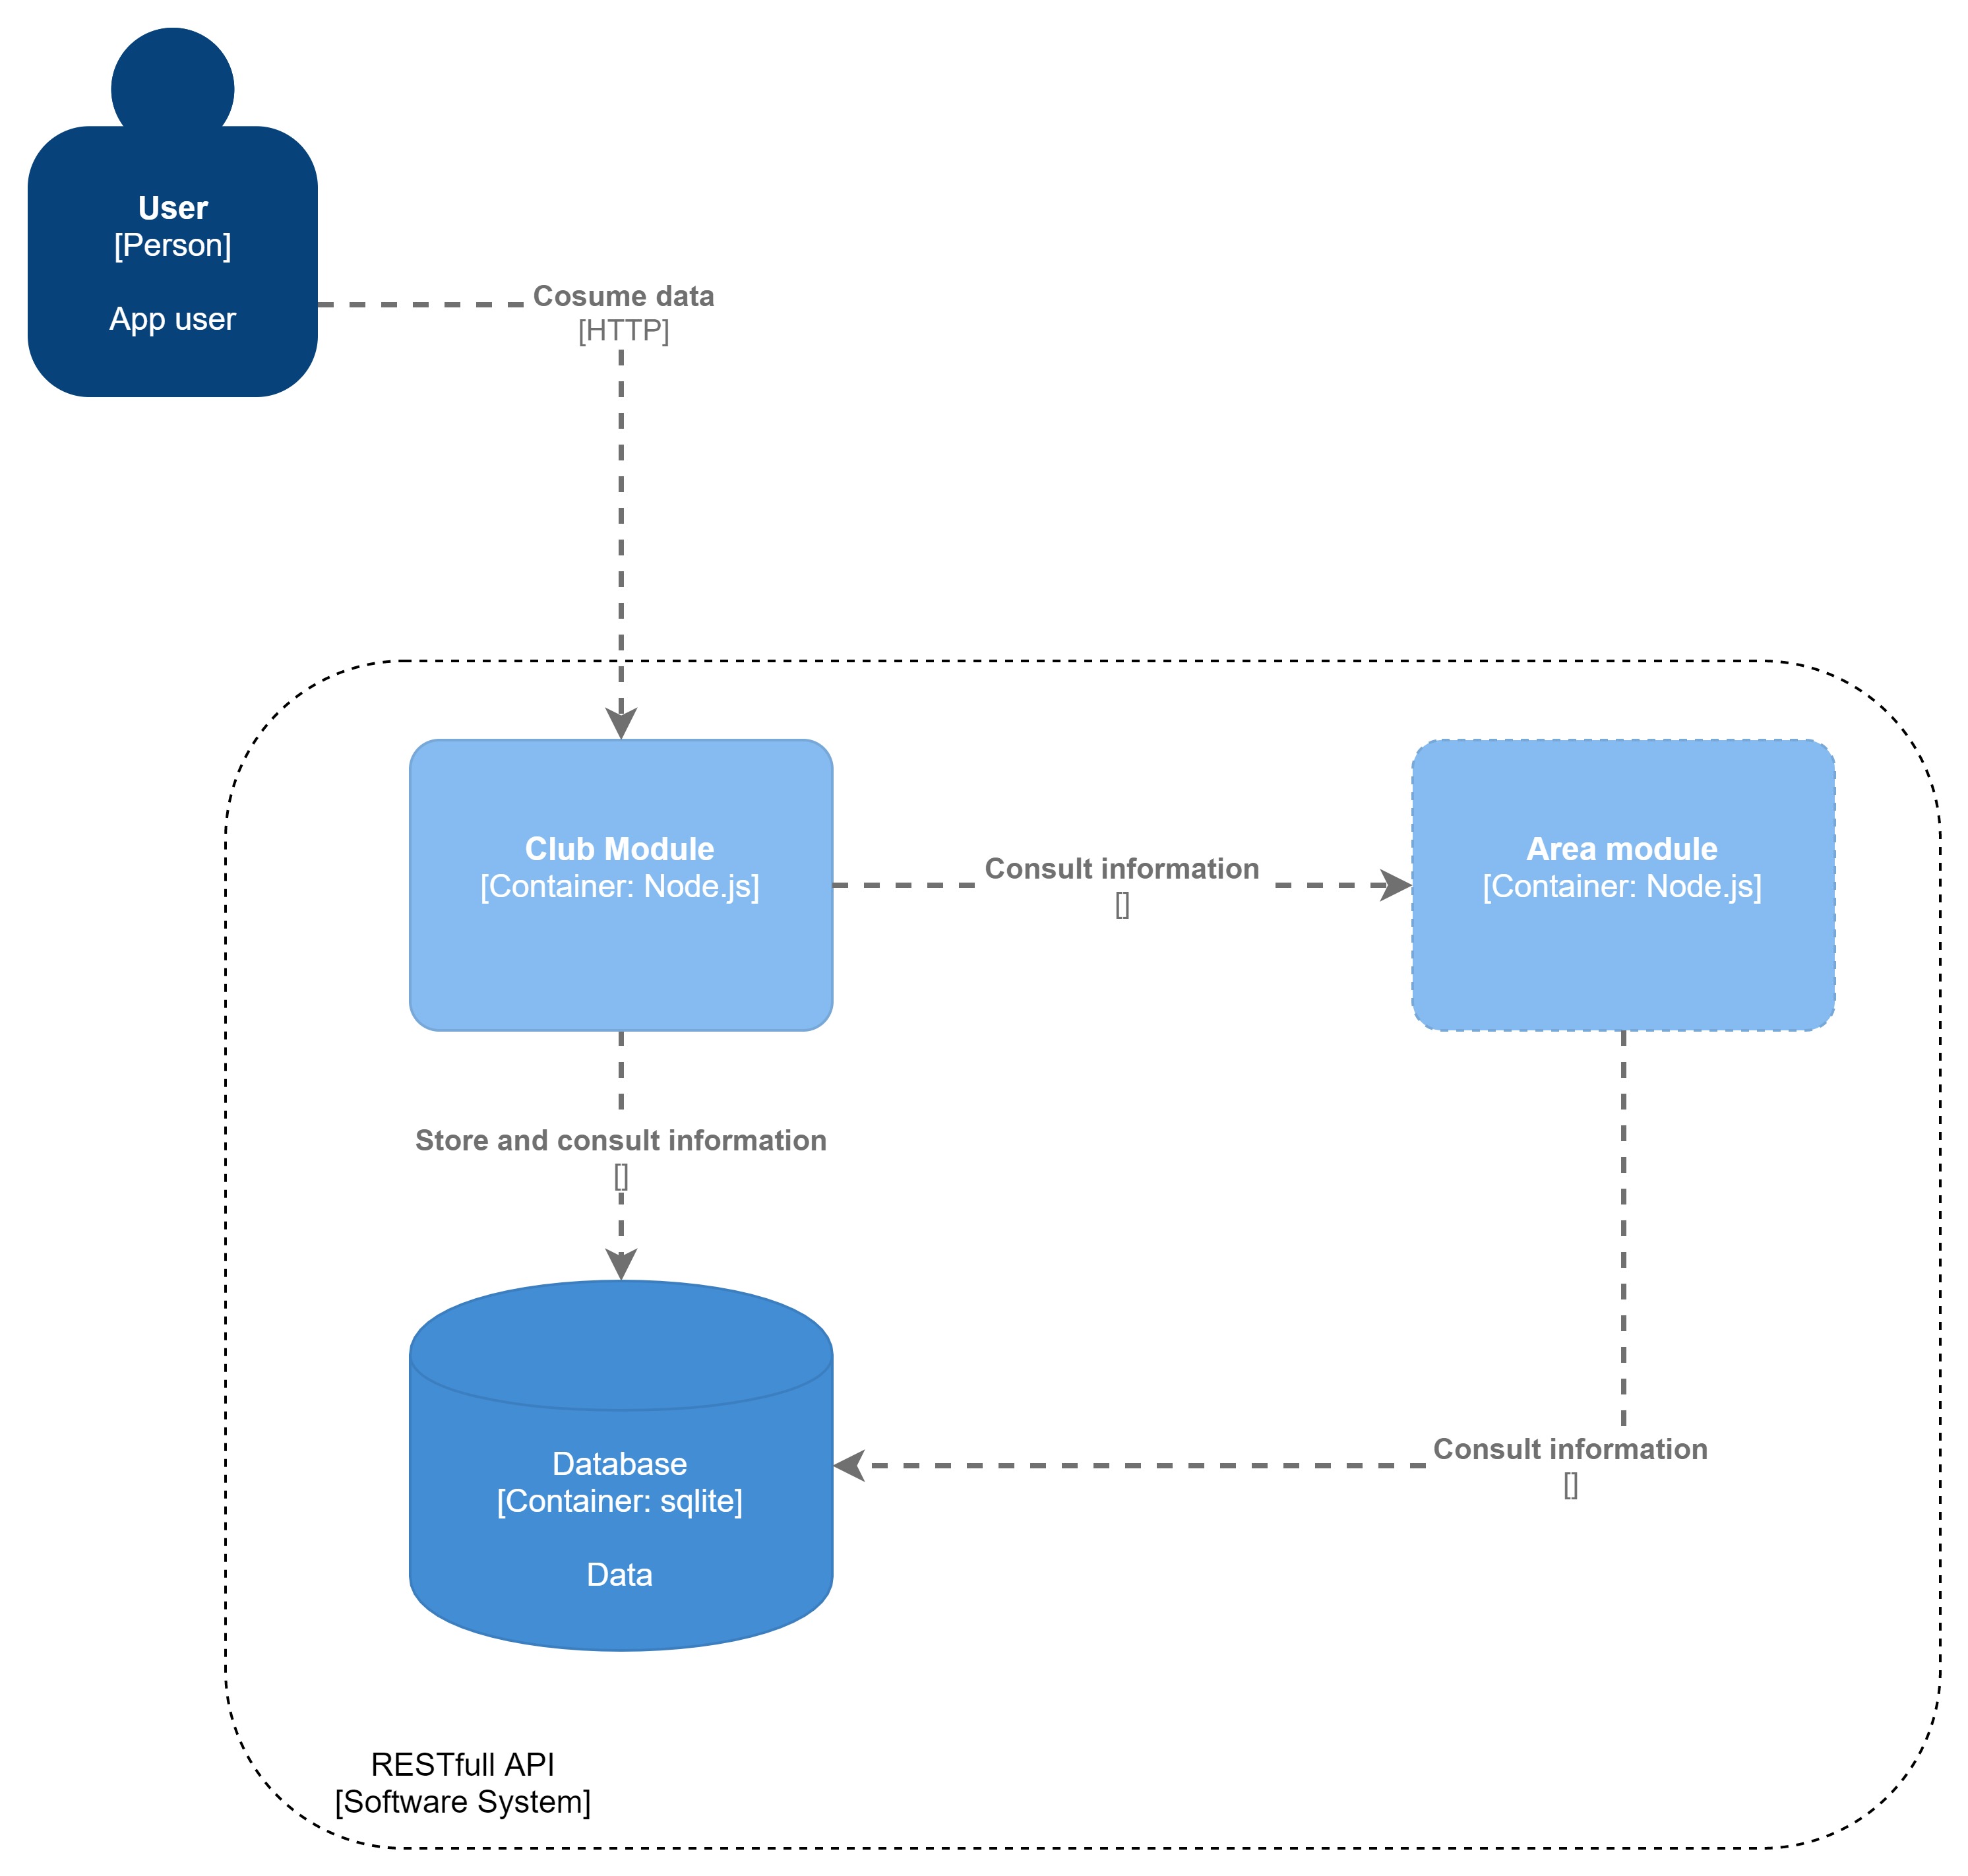 User
[Person]
App user
Cosume data
[HTTP]
Club Module
[Container: Node.js]
Consult information
[]
Area module
[Container: Node.js]
Store and consult information
[]
Database
[Container: sqlite]
Data
Consult information
[]
RESTfull API
[Software System]